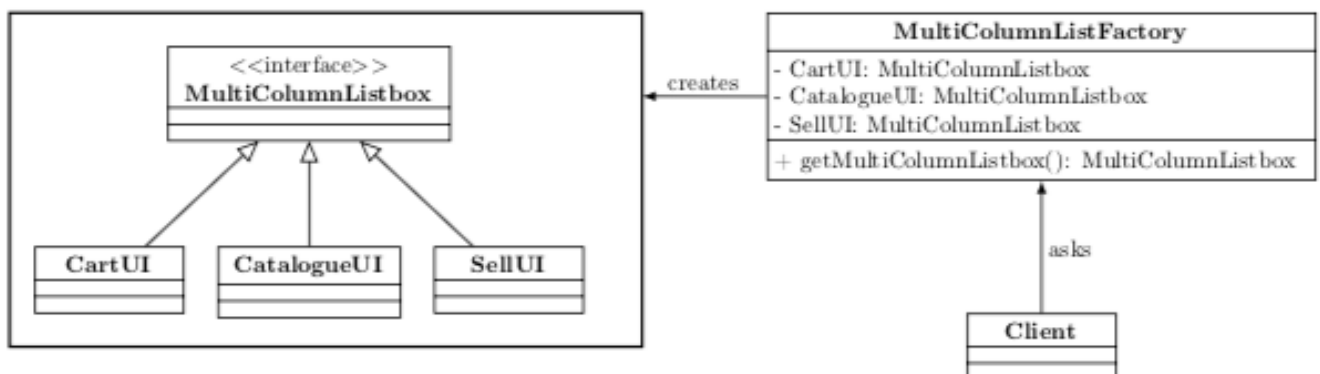 <<interface>>
MultiColumnListbox
CartUI
CatalogueUI
SellUI
creates
MultiColumnListFactory
- CartUI: MultiColumnListbox
- CatalogueUI: MultiColumnListbox
- SellUI: MultiColumnListbox
+ getMultiColumnListbox(): MultiColumnListbox
asks
Client